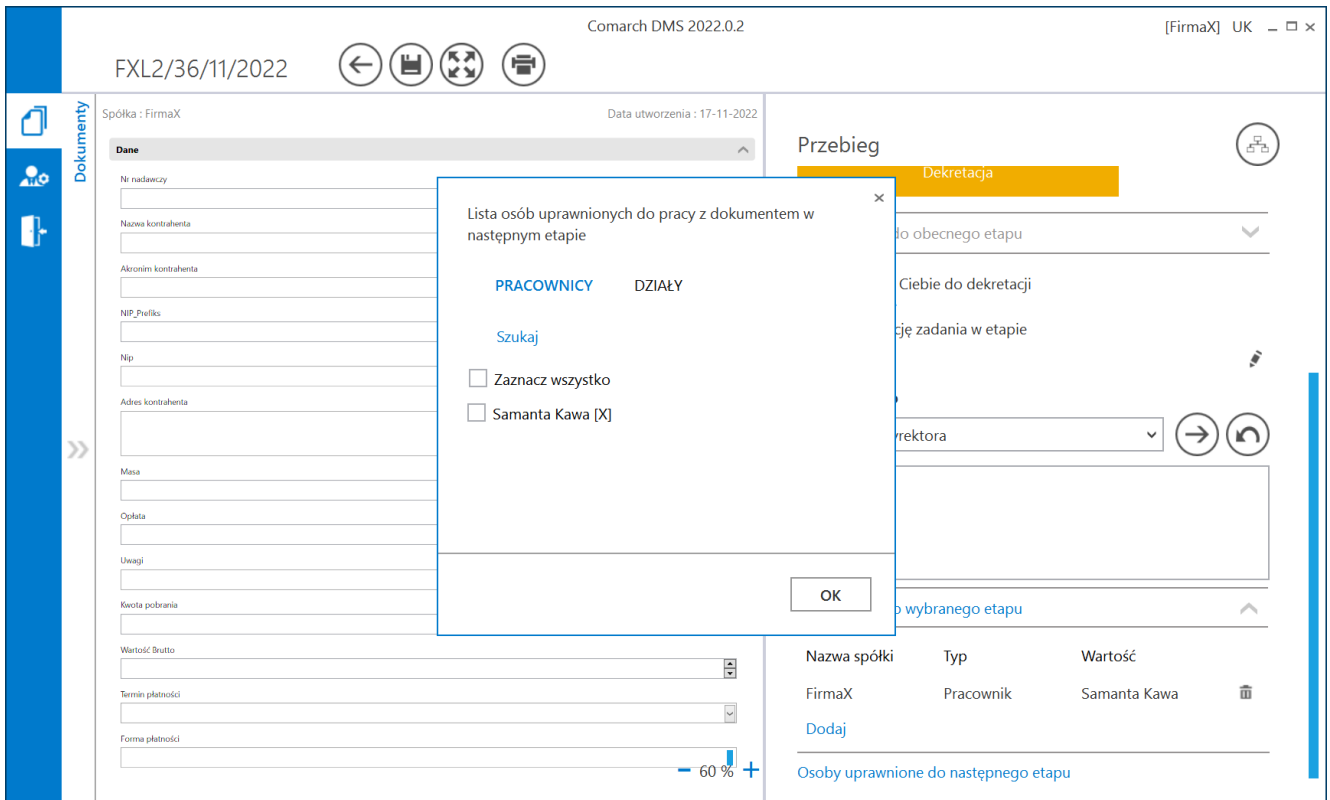 Comarch DMS 2022.0.2
[FirmaX] UK
FXL2/36/11/2022
Dokumenty
Spółka : FirmaX
Data utworzenia : 17-11-2022
Dane
Nr nadawczy
Nazwa kontrahenta
Akronim kontrahenta
NIP_Prefiks
Nip
Adres kontrahenta
Masa
Opłata
Uwagi
Kwota pobrania
Wartość Brutto
Termin płatności
Forma płatności
60 %
Lista osób uprawnionych do pracy z dokumentem w
następnym etapie
PRACOWNICY DZIAŁY
Szukaj
Zaznacz wszystko
Samanta Kawa [X]
OK
Przebieg
Dekretacja
do obecnego etapu
Ciebie do dekretacji
zadania w etapie
wybranego etapu
Nazwa spółki Typ Wartość
FirmaX Pracownik Samanta Kawa
Dodaj
Osoby uprawnione do następnego etapu